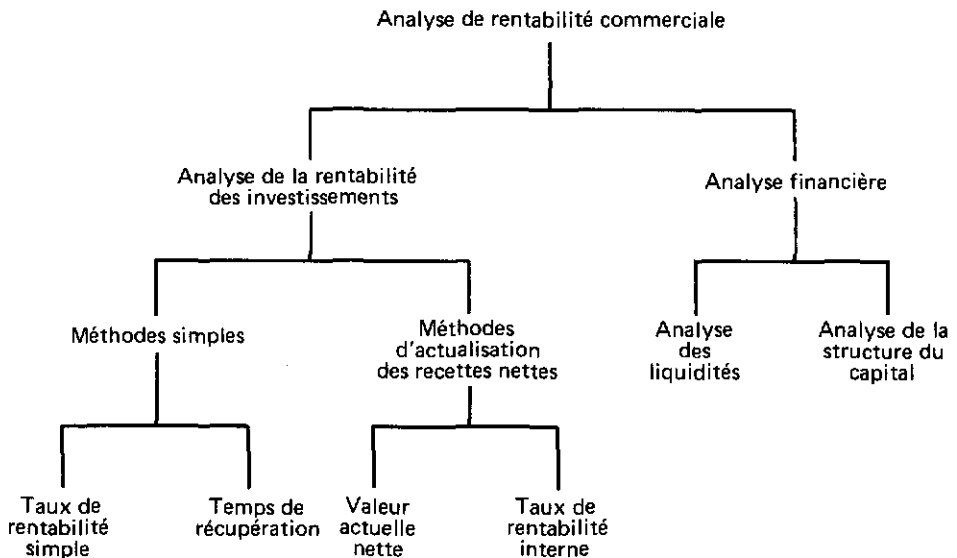 Analyse de rentabilité commerciale
Analyse de la rentabilité
des investissements
Analyse financière
Méthodes simples
Méthodes
d'actualisation
des recettes nettes
Analyse
des
liquidités
Analyse de la
structure du
capital
Taux de
rentabilité
simple
Temps de
récupération
Valeur
actuelle
nette
Taux de
rentabilité
interne